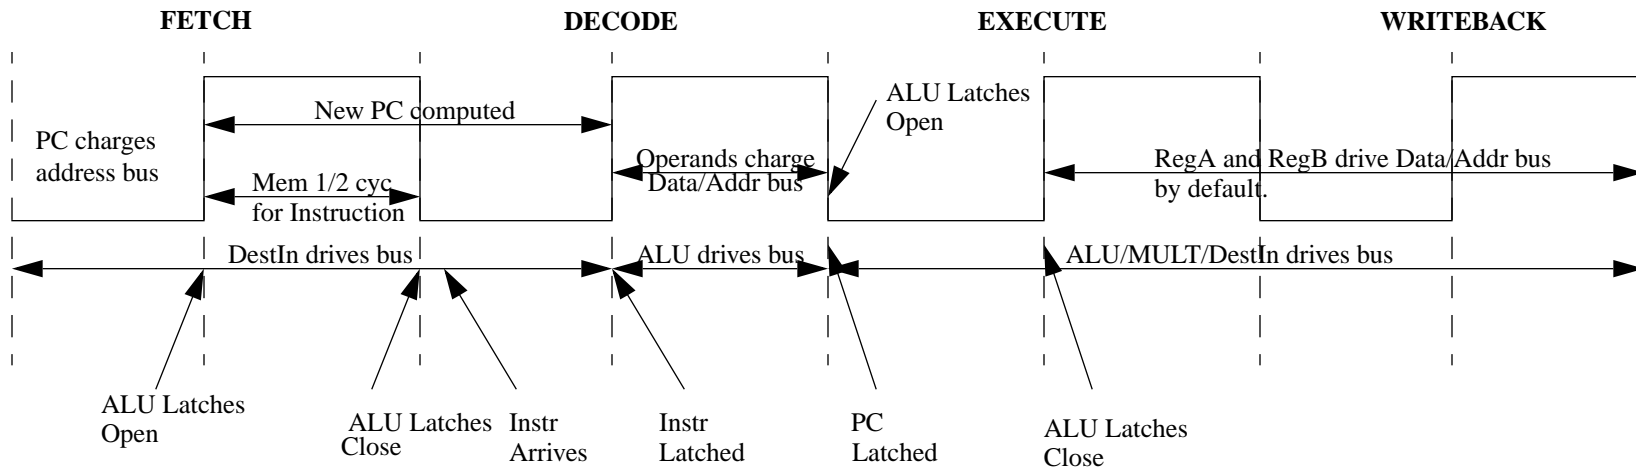 FETCH
DECODE
EXECUTE
WRITEBACK
New PC computed
ALU Latches
Open
PC charges
address bus
Operands charge
Data/Addr bus
RegA and RegB drive Data/Addr bus
by default.
Mem 1/2 cyc
for Instruction
DestIn drives bus
ALU drives bus
ALU/MULT/DestIn drives bus
ALU Latches
Open
ALU Latches
Close
Instr
Arrives
Instr
Latched
PC
Latched
ALU Latches
Close